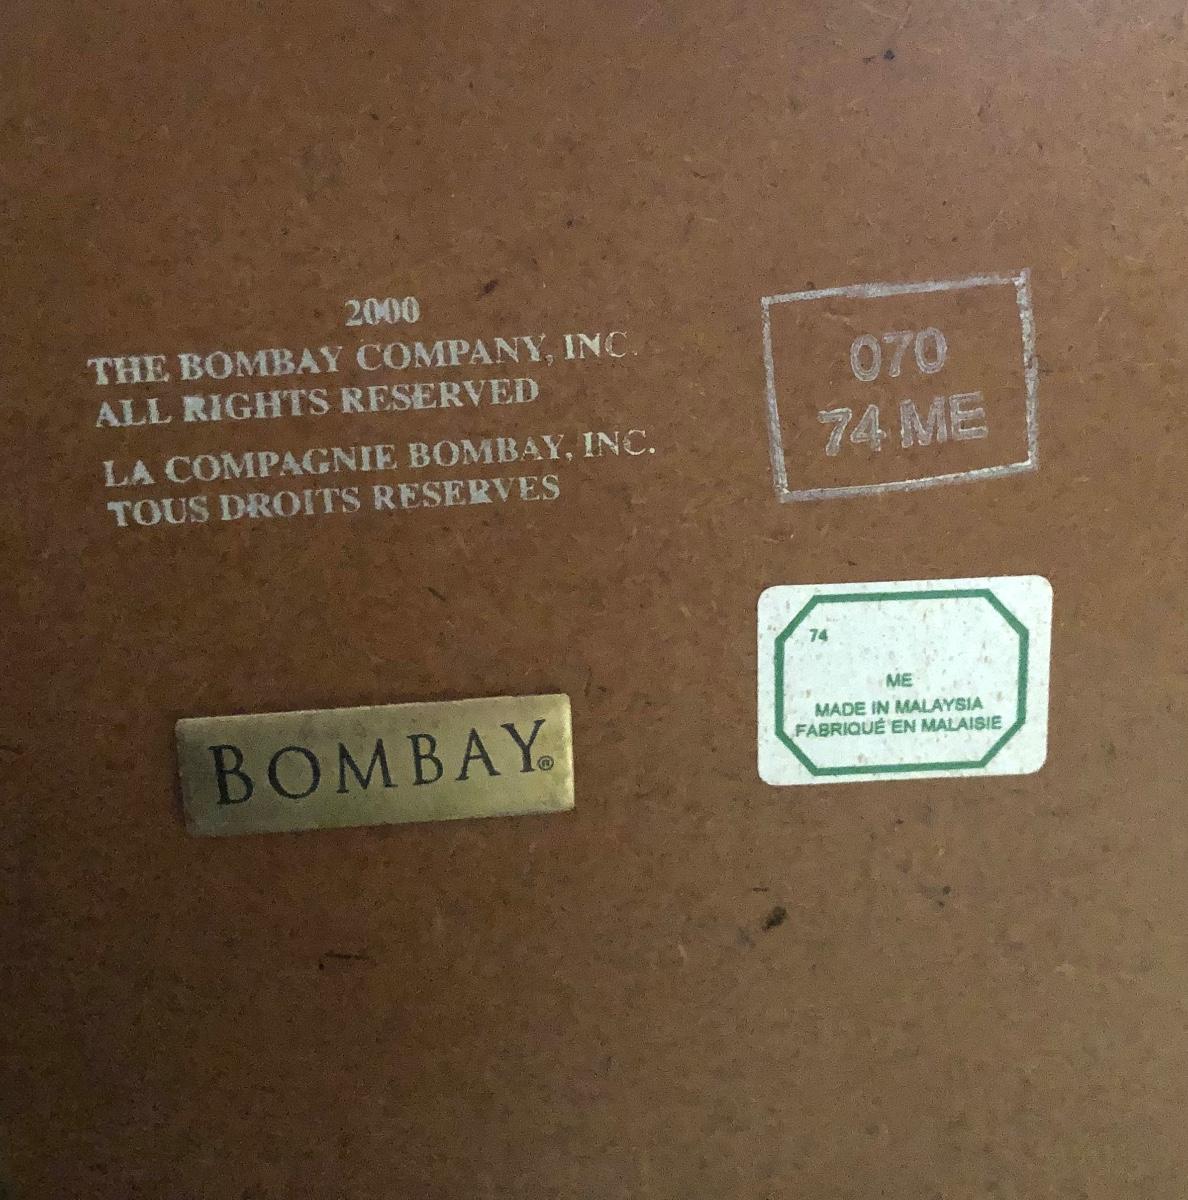 2000
THE BOMBAY COMPANY, INC.
ALL RIGHTS RESERVED
LA COMPAGNIE BOMBAY, INC.
TOUS DROITS RESERVES
070
74 ME
BOMBAY®
74
ME
MADE IN MALAYSIA
FABRIQUÉ EN MALAISIE